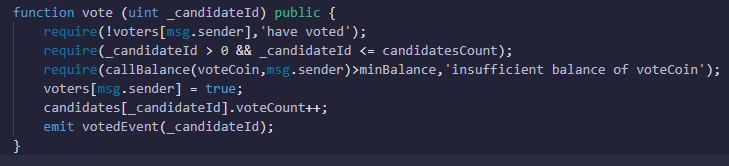 function vote (uint _candidateId) public {
require(!voters[msg.sender],'have voted');
require(_candidateId > 0 && _candidateId <= candidatesCount);
require(callBalance(voteCoin,msg.sender)>minBalance,'insufficient balance of voteCoin');
voters[msg.sender] = true;
candidates[_candidateId].voteCount++;
emit votedEvent(_candidateId);
}